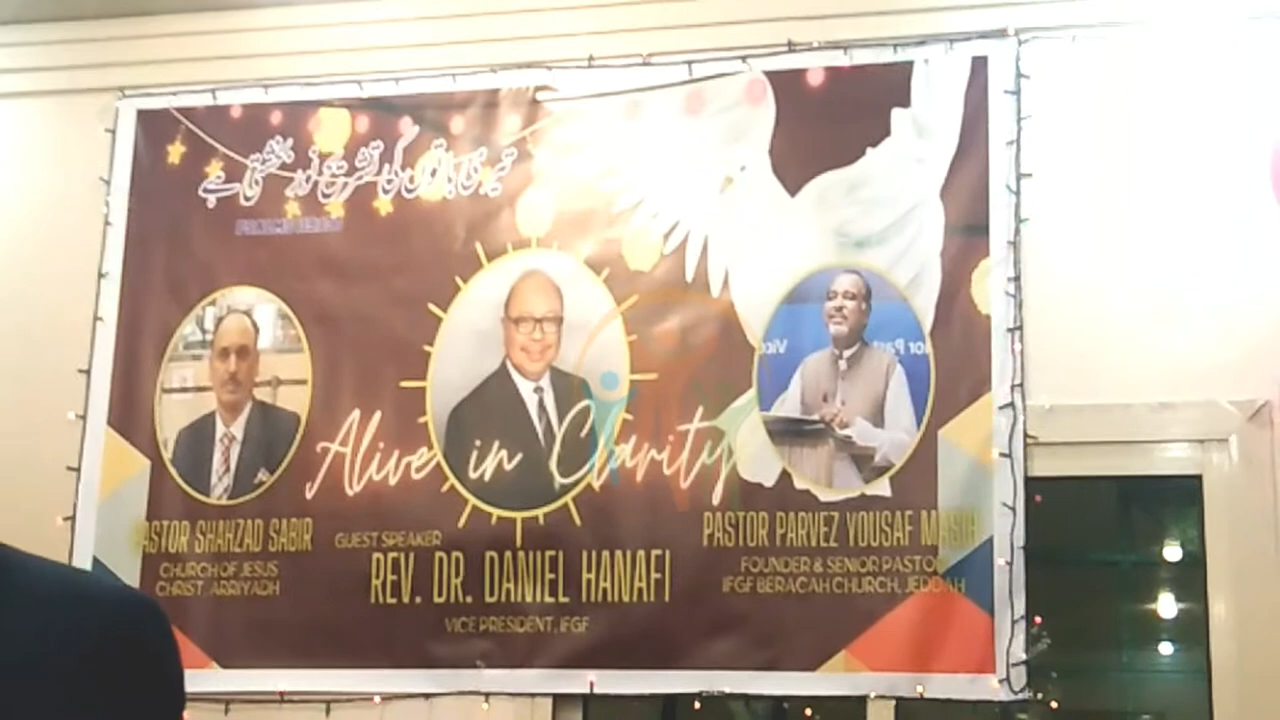 تیری باتوں کی تشریح نور بخشتی ہے
Alive in Clarity
PASTOR SHAHZAD SABIR
CHURCH OF JESUS
CHRIST, ARRIYADH
GUEST SPEAKER
REV. DR. DANIEL HANAFI
VICE PRESIDENT, IFGF
PASTOR PARVEZ YOUSAF MASIH
FOUNDER & SENIOR PASTOR
IFGF BERACAH CHURCH, JEDDAH